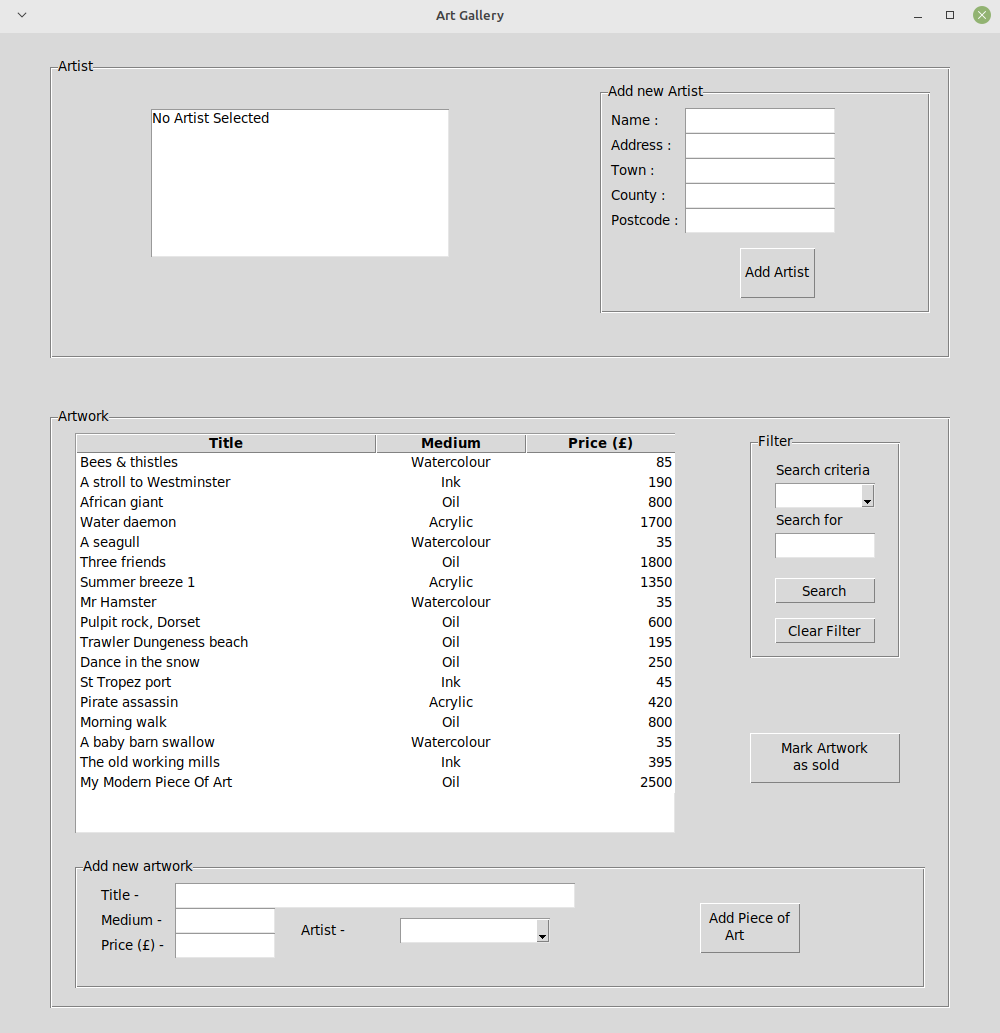 Art Gallery
Artist
No Artist Selected
Add new Artist
Name :
Address :
Town :
County :
Postcode :
Add Artist
Artwork
Title Medium Price (£)
Bees & thistles Watercolour 85
A stroll to Westminster Ink 190
African giant Oil 800
Water daemon Acrylic 1700
A seagull Watercolour 35
Three friends Oil 1800
Summer breeze 1 Acrylic 1350
Mr Hamster Watercolour 35
Pulpit rock, Dorset Oil 600
Trawler Dungeness beach Oil 195
Dance in the snow Oil 250
St Tropez port Ink 45
Pirate assassin Acrylic 420
Morning walk Oil 800
A baby barn swallow Watercolour 35
The old working mills Ink 395
My Modern Piece Of Art Oil 2500
Filter
Search criteria
Search for
Search
Clear Filter
Mark Artwork
as sold
Add new artwork
Title -
Medium -
Price (£) -
Artist -
Add Piece of
Art